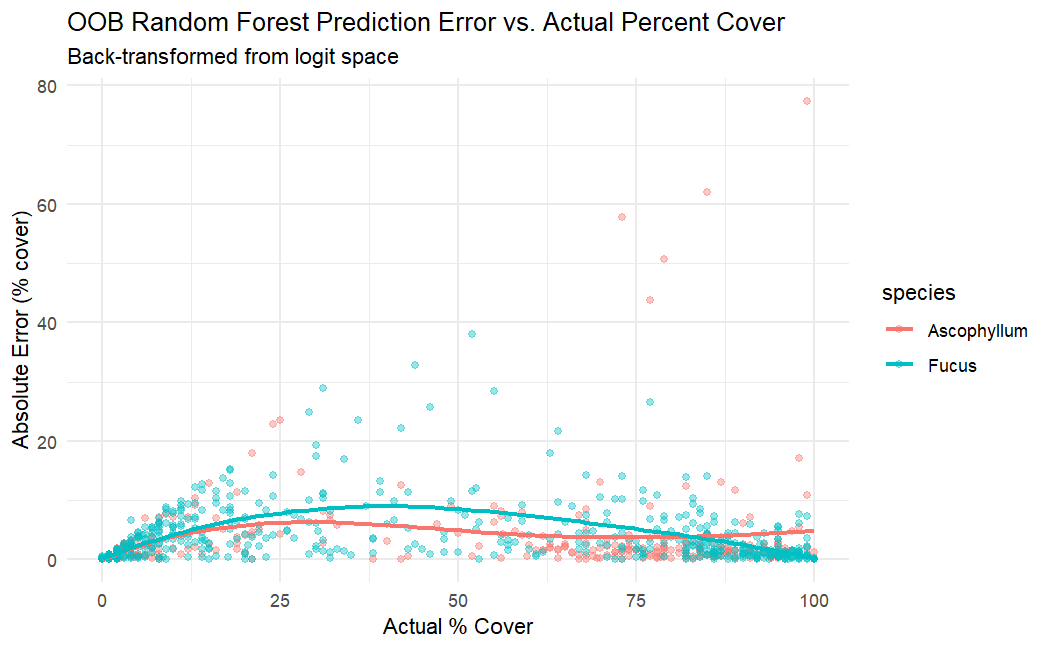 OOB Random Forest Prediction Error vs. Actual Percent Cover
Back-transformed from logit space
Absolute Error (% cover)
80
60
40
20
0
0 25 50 75 100
Actual % Cover
species
Ascophyllum
Fucus